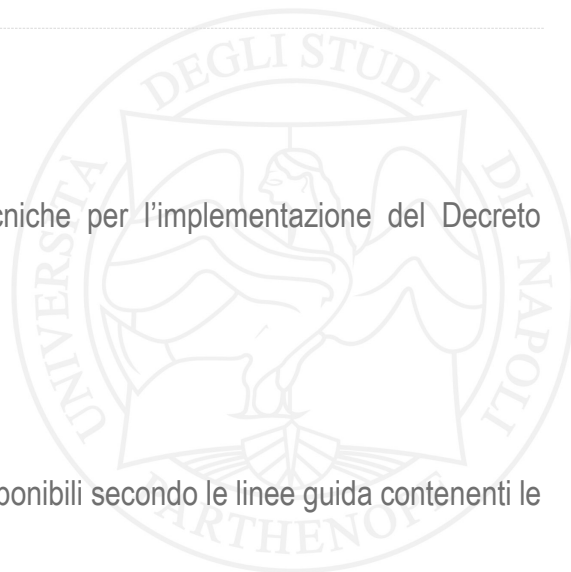 DEGLI STUDI
UNIVERSITÀ
DI NAPOLI
cniche per l’implementazione del Decreto
ponibili secondo le linee guida contenenti le
PARTHENOPE